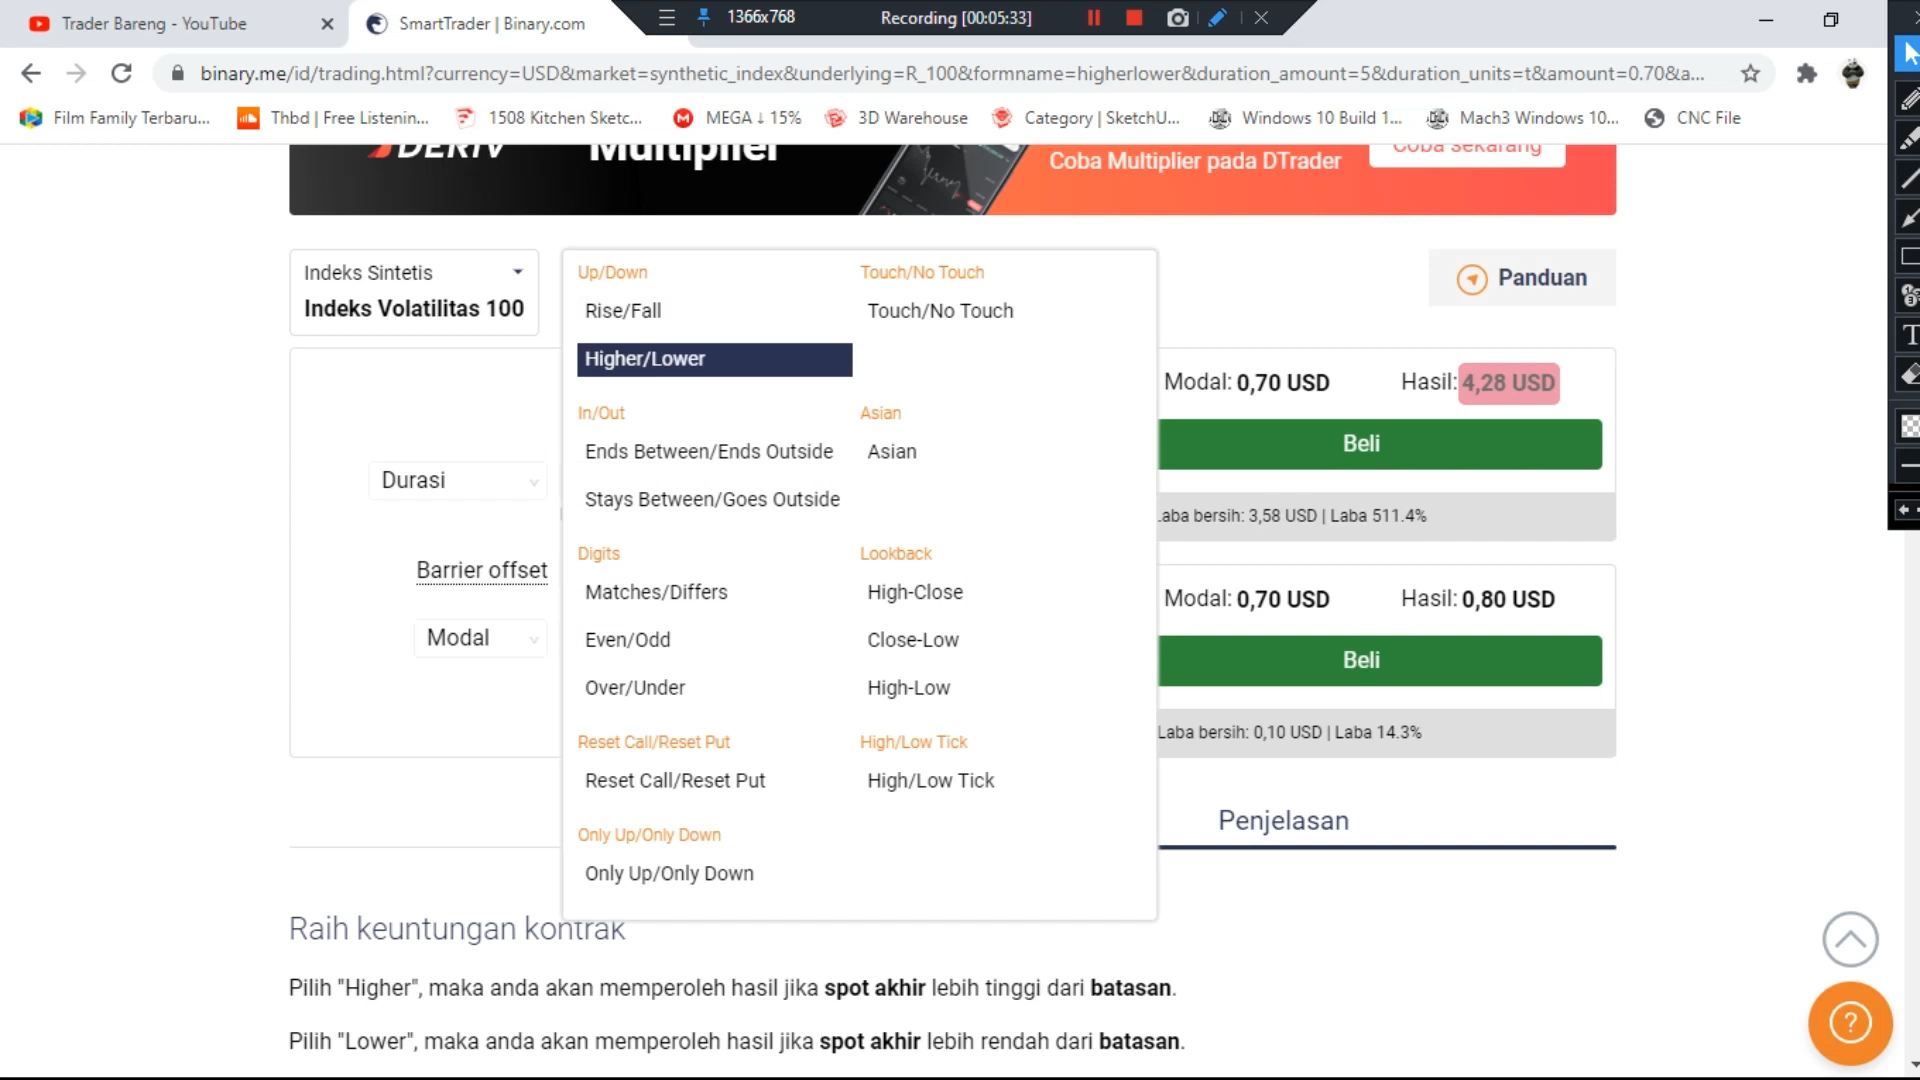 Trader Bareng - YouTube
SmartTrader | Binary.com
1366x768
Recording [00:05:33]
binary.me/id/trading.html?currency=USD&market=synthetic_index&underlying=R_100&formname=higherlower&duration_amount=5&duration_units=t&amount=0.70&a...
Film Family Terbaru...
Thbd | Free Listenin...
1508 Kitchen Sketc...
MEGA ↓ 15%
3D Warehouse
Category | SketchU...
Windows 10 Build 1...
Mach3 Windows 10...
CNC File
DERIV
Multiplier
Coba Multiplier pada DTrader
Coba sekarang
Indeks Sintetis
Indeks Volatilitas 100
Panduan
Up/Down
Rise/Fall
Higher/Lower
In/Out
Ends Between/Ends Outside
Stays Between/Goes Outside
Digits
Matches/Differs
Even/Odd
Over/Under
Reset Call/Reset Put
Reset Call/Reset Put
Only Up/Only Down
Only Up/Only Down
Touch/No Touch
Touch/No Touch
Asian
Asian
Lookback
High-Close
Close-Low
High-Low
High/Low Tick
High/Low Tick
Durasi
Barrier offset
Modal
Modal: 0,70 USD
Hasil: 4,28 USD
Beli
Laba bersih: 3,58 USD | Laba 511.4%
Modal: 0,70 USD
Hasil: 0,80 USD
Beli
Laba bersih: 0,10 USD | Laba 14.3%
Penjelasan
Raih keuntungan kontrak
Pilih "Higher", maka anda akan memperoleh hasil jika spot akhir lebih tinggi dari batasan.
Pilih "Lower", maka anda akan memperoleh hasil jika spot akhir lebih rendah dari batasan.